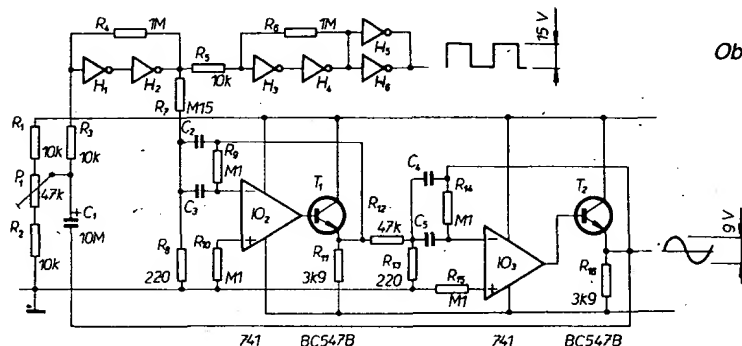 R4 1M
R6 1M
H5
15 V
Ob
H1 H2
R5
10k
H3 H4
H6
R7
M15
R1
10k
R3
10k
P1
47k
C1
+
10M
R2
10k
C2
R9
M1
C3
T1
IO2
R8
220
R10
M1
R11
3k9
R12
47k
C4
R14
M1
C5
R13
220
R15
M1
IO3
T2
R16
3k9
9 V
741 BC547B 741 BC547B